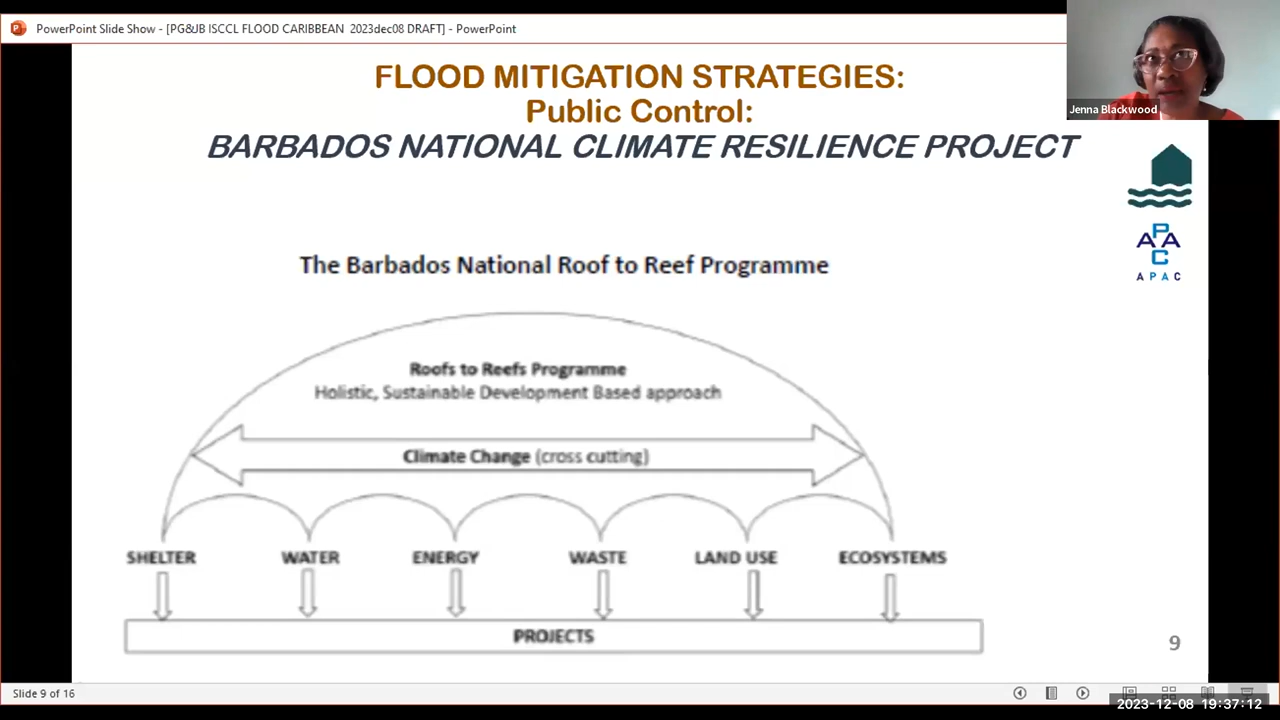 PowerPoint Slide Show - [PG&JB ISCCL FLOOD CARIBBEAN 2023dec08 DRAFT] - PowerPoint
Jenna Blackwood
FLOOD MITIGATION STRATEGIES:
Public Control:
BARBADOS NATIONAL CLIMATE RESILIENCE PROJECT
P
A A
C
APAC
The Barbados National Roof to Reef Programme
Roofs to Reefs Programme
Holistic, Sustainable Development Based approach
Climate Change (cross cutting)
SHELTER WATER ENERGY WASTE LAND USE ECOSYSTEMS
PROJECTS
9
Slide 9 of 16
2023-12-08 19:37:12